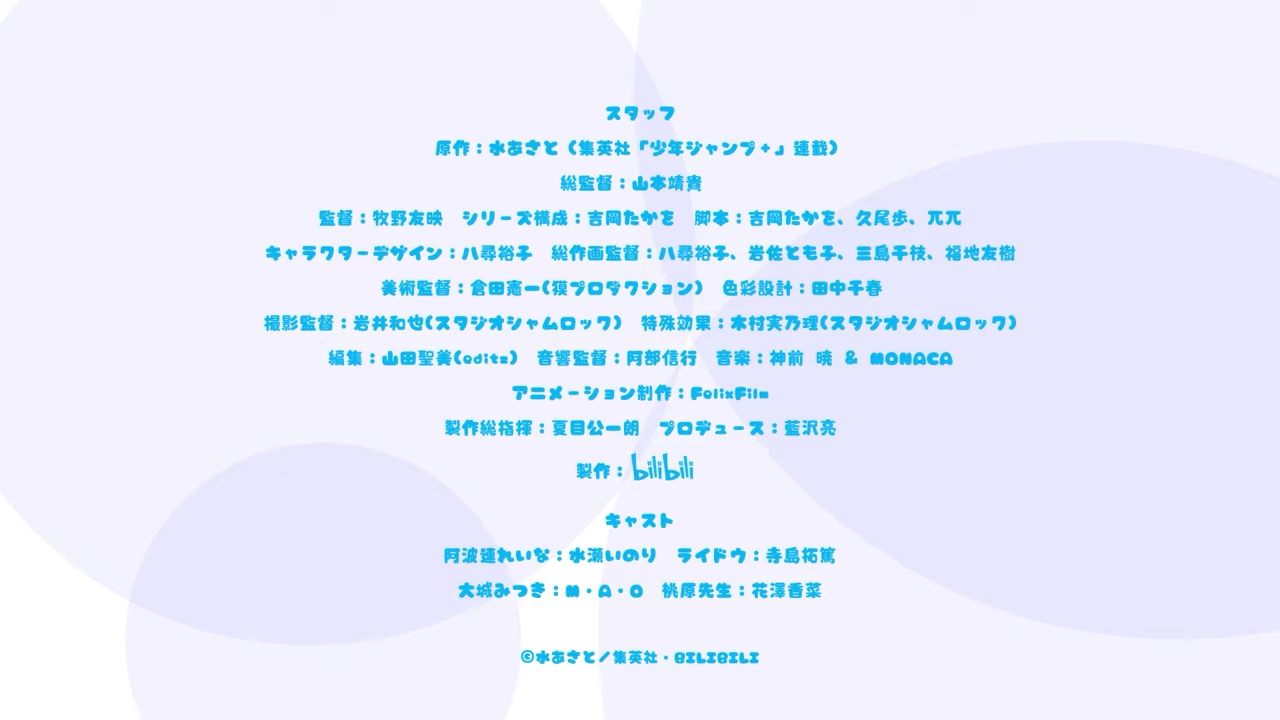 スタッフ
原作：水あさと（集英社「少年ジャンプ＋」連載）
総監督：山本靖貴
監督：牧野友映　シリーズ構成：吉岡たかを　脚本：吉岡たかを、久尾歩、兀兀
キャラクターデザイン：八尋裕子　総作画監督：八尋裕子、岩佐とも子、三島千枝、福地友樹
美術監督：倉田憲一(獏プロダクション)　色彩設計：田中千春
撮影監督：岩井和也(スタジオシャムロック)　特殊効果：木村実乃理(スタジオシャムロック)
編集：山田聖美(editz)　音響監督：阿部信行　音楽：神前 暁 & MONACA
アニメーション制作：FelixFilm
製作総指揮：夏目公一朗　プロデュース：藍沢亮
製作：bilibili
キャスト
阿波連れいな：水瀬いのり　ライドウ：寺島拓篤
大城みつき：M・A・O　桃原先生：花澤香菜
©水あさと／集英社・BILIBILI